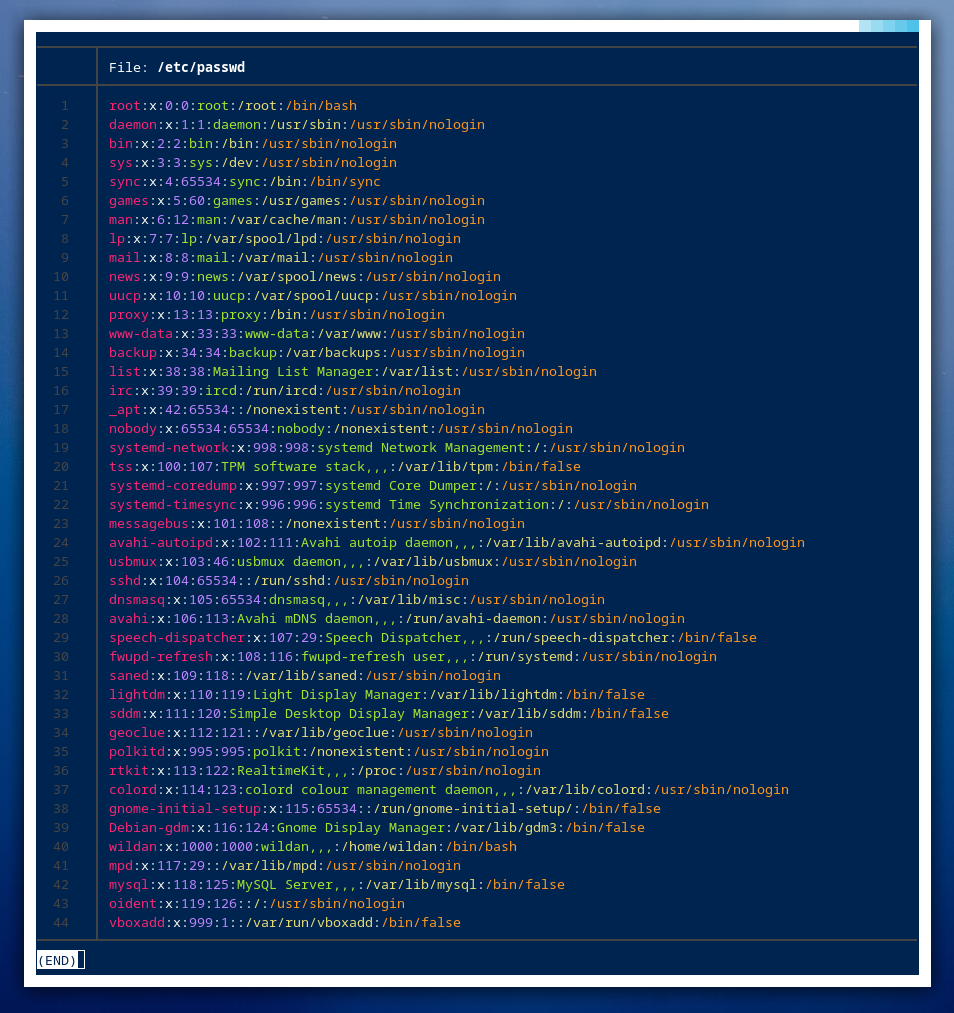 File: /etc/passwd
1 root:x:0:0:root:/root:/bin/bash
2 daemon:x:1:1:daemon:/usr/sbin:/usr/sbin/nologin
3 bin:x:2:2:bin:/bin:/usr/sbin/nologin
4 sys:x:3:3:sys:/dev:/usr/sbin/nologin
5 sync:x:4:65534:sync:/bin:/bin/sync
6 games:x:5:60:games:/usr/games:/usr/sbin/nologin
7 man:x:6:12:man:/var/cache/man:/usr/sbin/nologin
8 lp:x:7:7:lp:/var/spool/lpd:/usr/sbin/nologin
9 mail:x:8:8:mail:/var/mail:/usr/sbin/nologin
10 news:x:9:9:news:/var/spool/news:/usr/sbin/nologin
11 uucp:x:10:10:uucp:/var/spool/uucp:/usr/sbin/nologin
12 proxy:x:13:13:proxy:/bin:/usr/sbin/nologin
13 www-data:x:33:33:www-data:/var/www:/usr/sbin/nologin
14 backup:x:34:34:backup:/var/backups:/usr/sbin/nologin
15 list:x:38:38:Mailing List Manager:/var/list:/usr/sbin/nologin
16 irc:x:39:39:ircd:/run/ircd:/usr/sbin/nologin
17 _apt:x:42:65534::/nonexistent:/usr/sbin/nologin
18 nobody:x:65534:65534:nobody:/nonexistent:/usr/sbin/nologin
19 systemd-network:x:998:998:systemd Network Management:/:/usr/sbin/nologin
20 tss:x:100:107:TPM software stack,,,:/var/lib/tpm:/bin/false
21 systemd-coredump:x:997:997:systemd Core Dumper:/:/usr/sbin/nologin
22 systemd-timesync:x:996:996:systemd Time Synchronization:/:/usr/sbin/nologin
23 messagebus:x:101:108::/nonexistent:/usr/sbin/nologin
24 avahi-autoipd:x:102:111:Avahi autoip daemon,,,:/var/lib/avahi-autoipd:/usr/sbin/nologin
25 usbmux:x:103:46:usbmux daemon,,,:/var/lib/usbmux:/usr/sbin/nologin
26 sshd:x:104:65534::/run/sshd:/usr/sbin/nologin
27 dnsmasq:x:105:65534:dnsmasq,,,:/var/lib/misc:/usr/sbin/nologin
28 avahi:x:106:113:Avahi mDNS daemon,,,:/run/avahi-daemon:/usr/sbin/nologin
29 speech-dispatcher:x:107:29:Speech Dispatcher,,,:/run/speech-dispatcher:/bin/false
30 fwupd-refresh:x:108:116:fwupd-refresh user,,,:/run/systemd:/usr/sbin/nologin
31 saned:x:109:118::/var/lib/saned:/usr/sbin/nologin
32 lightdm:x:110:119:Light Display Manager:/var/lib/lightdm:/bin/false
33 sddm:x:111:120:Simple Desktop Display Manager:/var/lib/sddm:/bin/false
34 geoclue:x:112:121::/var/lib/geoclue:/usr/sbin/nologin
35 polkitd:x:995:995:polkit:/nonexistent:/usr/sbin/nologin
36 rtkit:x:113:122:RealtimeKit,,,:/proc:/usr/sbin/nologin
37 colord:x:114:123:colord colour management daemon,,,:/var/lib/colord:/usr/sbin/nologin
38 gnome-initial-setup:x:115:65534::/run/gnome-initial-setup/:/bin/false
39 Debian-gdm:x:116:124:Gnome Display Manager:/var/lib/gdm3:/bin/false
40 wildan:x:1000:1000:wildan,,,:/home/wildan:/bin/bash
41 mpd:x:117:29::/var/lib/mpd:/usr/sbin/nologin
42 mysql:x:118:125:MySQL Server,,,:/var/lib/mysql:/bin/false
43 oident:x:119:126::/:/usr/sbin/nologin
44 vboxadd:x:999:1::/var/run/vboxadd:/bin/false
(END)